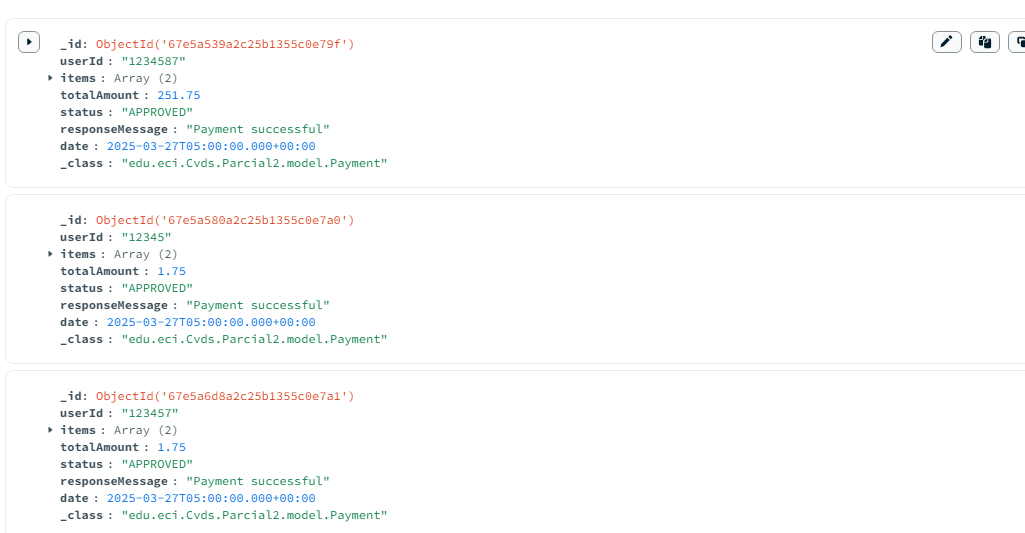 _id: ObjectId('67e5a539a2c25b1355c0e79f')
userId : "1234587"
items : Array (2)
totalAmount : 251.75
status : "APPROVED"
responseMessage : "Payment successful"
date : 2025-03-27T05:00:00.000+00:00
_class : "edu.eci.Cvds.Parcial2.model.Payment"
_id: ObjectId('67e5a580a2c25b1355c0e7a0')
userId : "12345"
items : Array (2)
totalAmount : 1.75
status : "APPROVED"
responseMessage : "Payment successful"
date : 2025-03-27T05:00:00.000+00:00
_class : "edu.eci.Cvds.Parcial2.model.Payment"
_id: ObjectId('67e5a6d8a2c25b1355c0e7a1')
userId : "123457"
items : Array (2)
totalAmount : 1.75
status : "APPROVED"
responseMessage : "Payment successful"
date : 2025-03-27T05:00:00.000+00:00
_class : "edu.eci.Cvds.Parcial2.model.Payment"